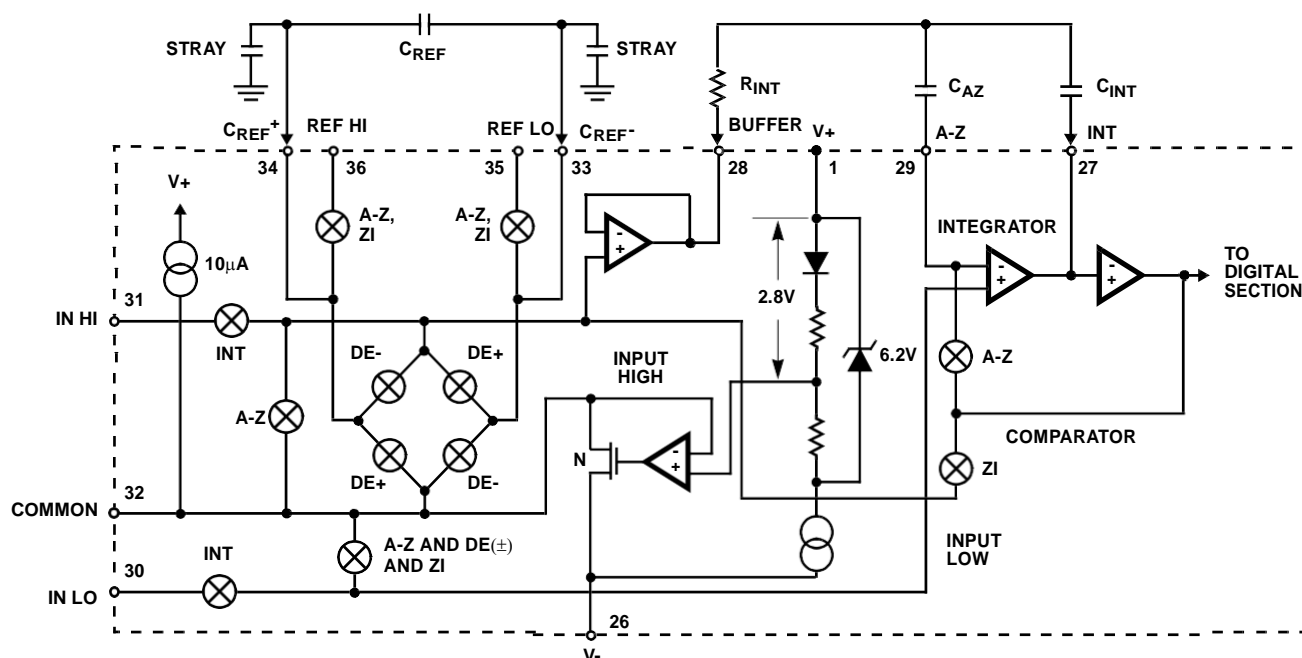 STRAY
CREF
STRAY
RINT
CAZ
CINT
CREF+
REF HI
REF LO
CREF-
BUFFER
V+
A-Z
INT
34
36
35
33
28
1
29
27
V+
10μA
A-Z,
ZI
A-Z,
ZI
-
+
2.8V
6.2V
INTEGRATOR
-
+
-
+
TO
DIGITAL
SECTION
31
IN HI
INT
DE-
DE+
INPUT
HIGH
A-Z
A-Z
DE+
DE-
N
-
+
COMPARATOR
ZI
32
COMMON
INT
A-Z AND DE(±)
AND ZI
INPUT
LOW
30
IN LO
26
V-